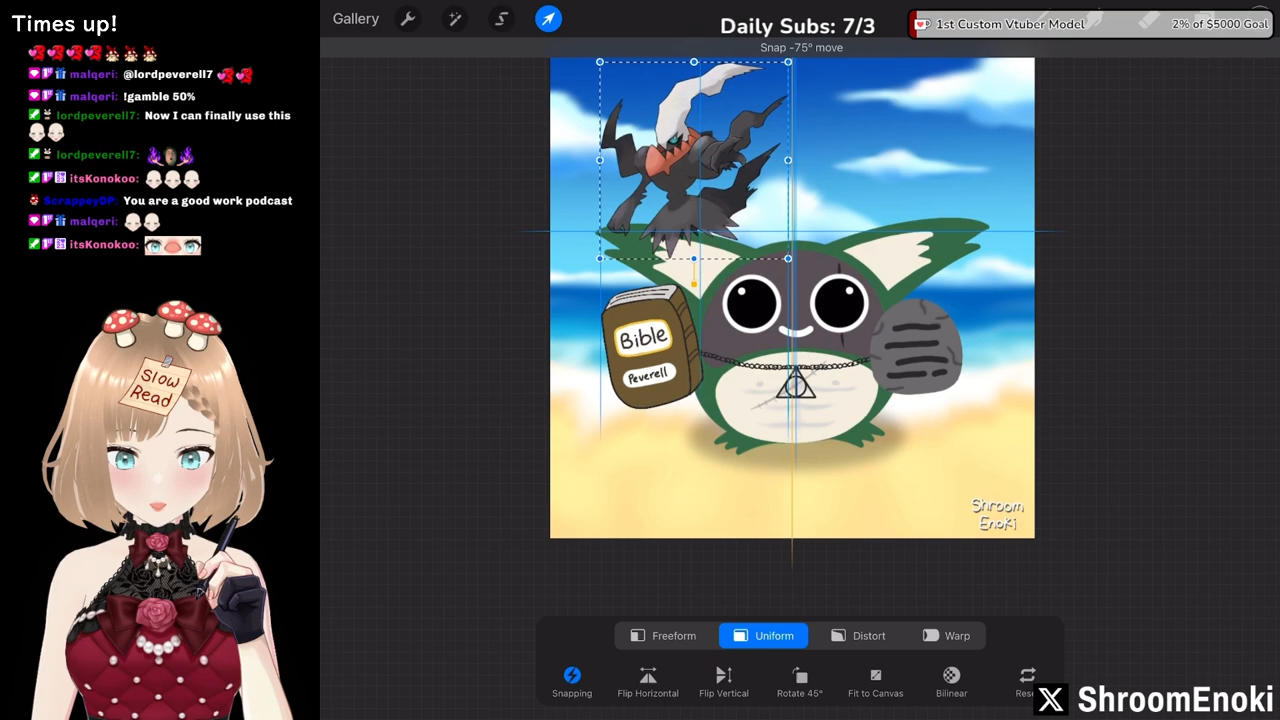 Times up!
malqeri: @lordpeverell7
malqeri: !gamble 50%
lordpeverell7: Now I can finally use this
lordpeverell7:
itsKonokoo:
ScrappeyDP: You are a good work podcast
malqeri:
itsKonokoo:
Slow
Read
Gallery
Daily Subs: 7/3
1st Custom Vtuber Model
2% of $5000 Goal
Snap -75° move
Bible
Peverell
Shroom
Enoki
Freeform
Uniform
Distort
Warp
Snapping
Flip Horizontal
Flip Vertical
Rotate 45°
Fit to Canvas
Bilinear
ShroomEnoki